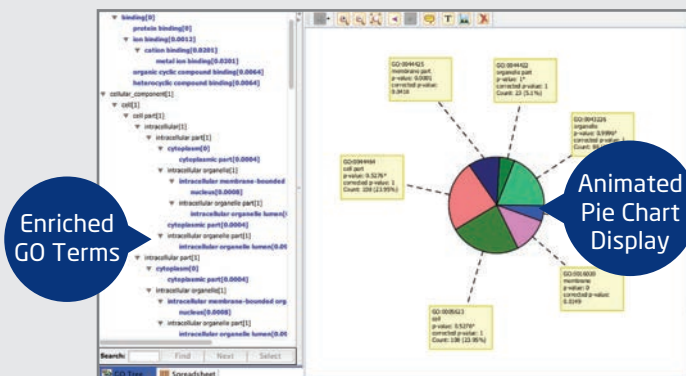 binding[0]
protein binding[0]
ion binding[0.0012]
cation binding[0.0201]
metal ion binding[0.0201]
organic cyclic compound binding[0.0064]
heterocyclic compound binding[0.0064]
cellular_component[1]
cell[1]
cell part[1]
intracellular[1]
intracellular part[1]
cytoplasm[0]
cytoplasmic part[0.0004]
intracellular organelle[1]
intracellular membrane-bounded
nucleus[0.0008]
intracellular organelle part[1]
intracellular organelle lumen[
cytoplasmic part[0.0004]
intracellular organelle part[1]
intracellular organelle lumen[0.00
intracellular part[1]
cytoplasm[0]
cytoplasmic part[0.0004]
intracellular organelle[1]
intracellular membrane-bounded org
nucleus[0.0008]
intracellular organelle part[1]
intracellular organelle lumen[0.00
Search:
Find
Next
Select
GO Tree
Spreadsheet
T
Enriched
GO Terms
GO:0044425
membrane part
p-value: 0.0001
corrected p-value:
0.0416
GO:0044422
organelle part
p-value: 1*
corrected p-value: 1
Count: 23 (5.1%)
GO:0043226
organelle
corrected p-value: 1
GO:0044464
cell part
p-value: 0.5276*
corrected p-value: 1
Count: 108 (23.95%)
GO:0005623
cell
p-value: 0.5276*
corrected p-value: 1
Count: 108 (23.95%)
GO:0016020
membrane
p-value: 0
corrected p-value:
0.0149
Animated
Pie Chart
Display